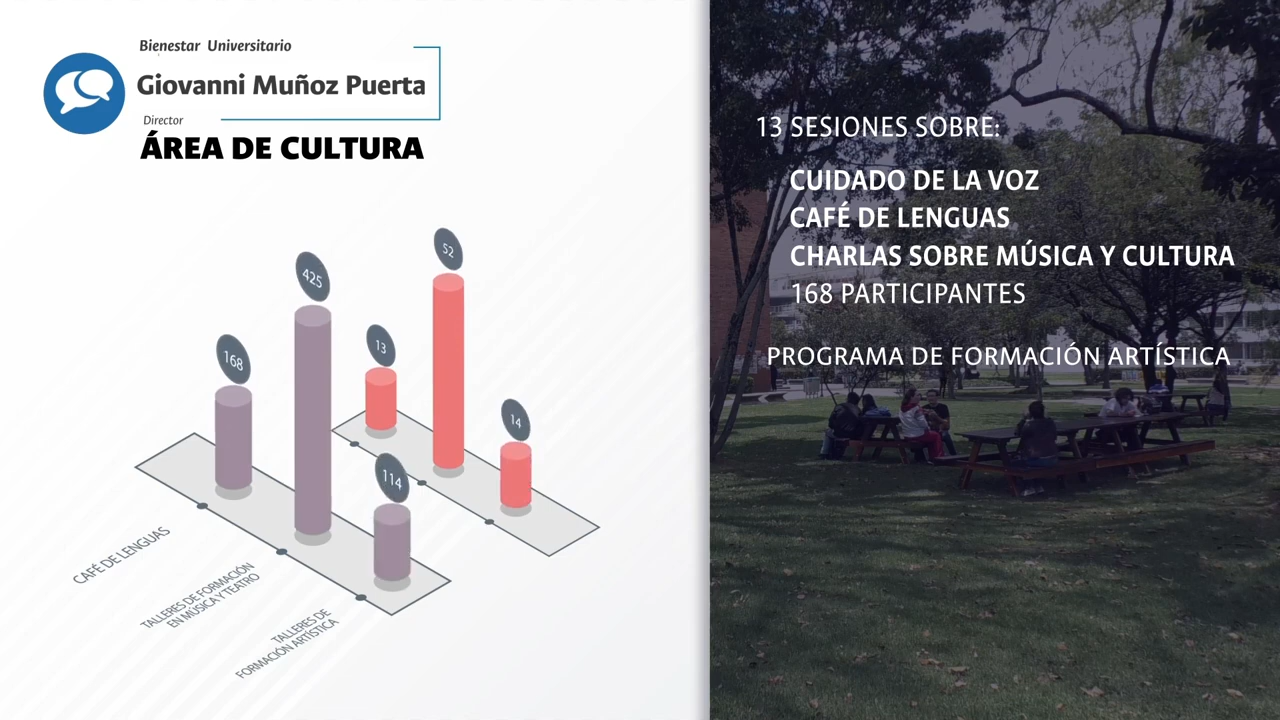 Bienestar Universitario
Giovanni Muñoz Puerta
Director
ÁREA DE CULTURA
425
52
168
13
14
114
CAFÉ DE LENGUAS
TALLERES DE FORMACIÓN
EN MÚSICA Y TEATRO
TALLERES DE
FORMACIÓN ARTÍSTICA
13 SESIONES SOBRE:
CUIDADO DE LA VOZ
CAFÉ DE LENGUAS
CHARLAS SOBRE MÚSICA Y CULTURA
168 PARTICIPANTES
PROGRAMA DE FORMACIÓN ARTÍSTICA